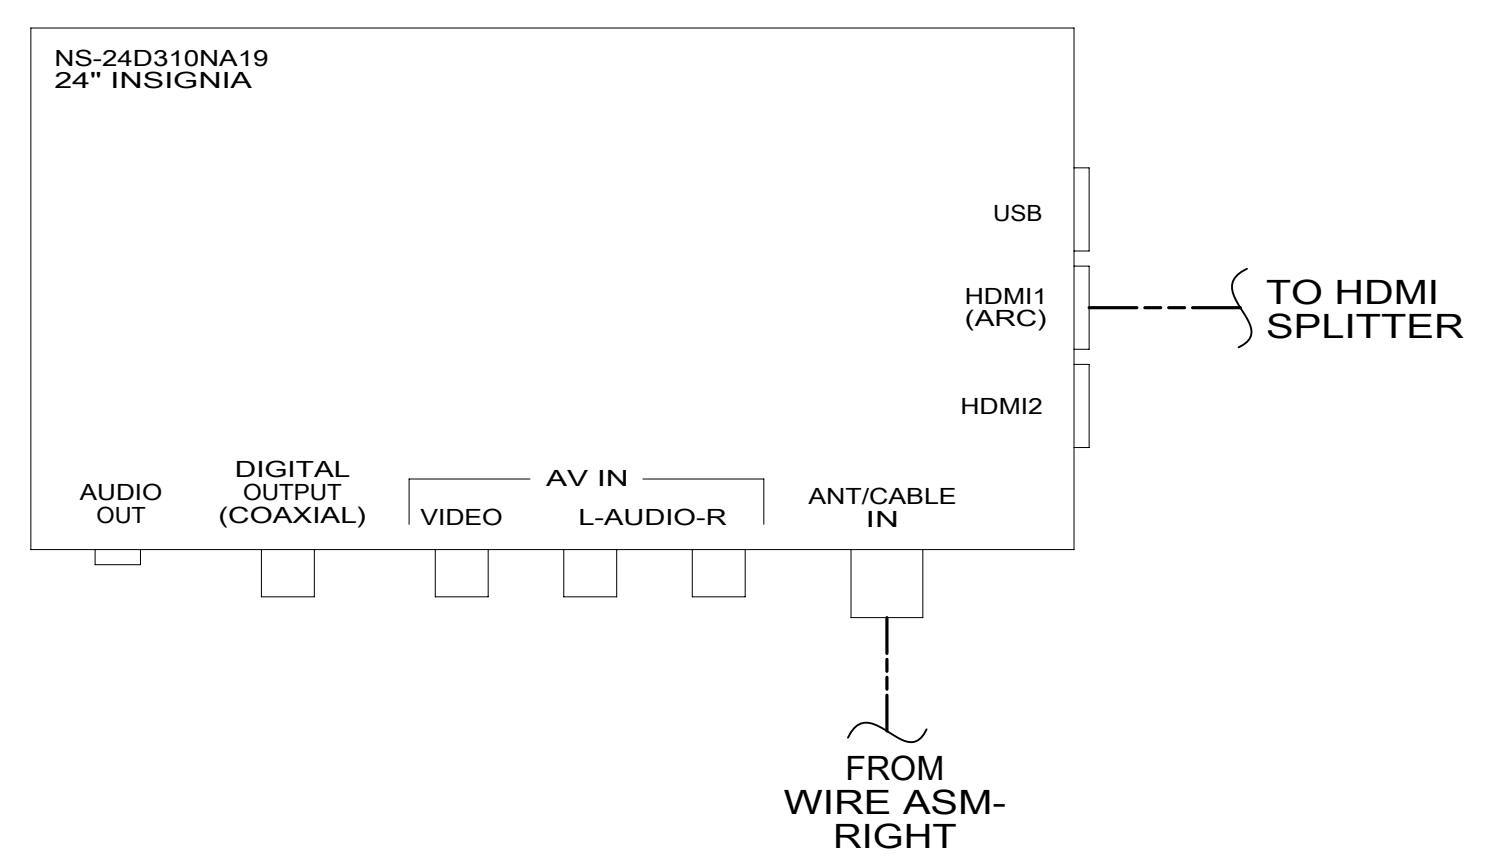 NS-24D310NA19
24" INSIGNIA
USB
HDMI1
(ARC)
TO HDMI
SPLITTER
HDMI2
AUDIO
OUT
DIGITAL
OUTPUT
(COAXIAL)
AV IN
VIDEO
L-AUDIO-R
ANT/CABLE
IN
FROM
WIRE ASM-
RIGHT